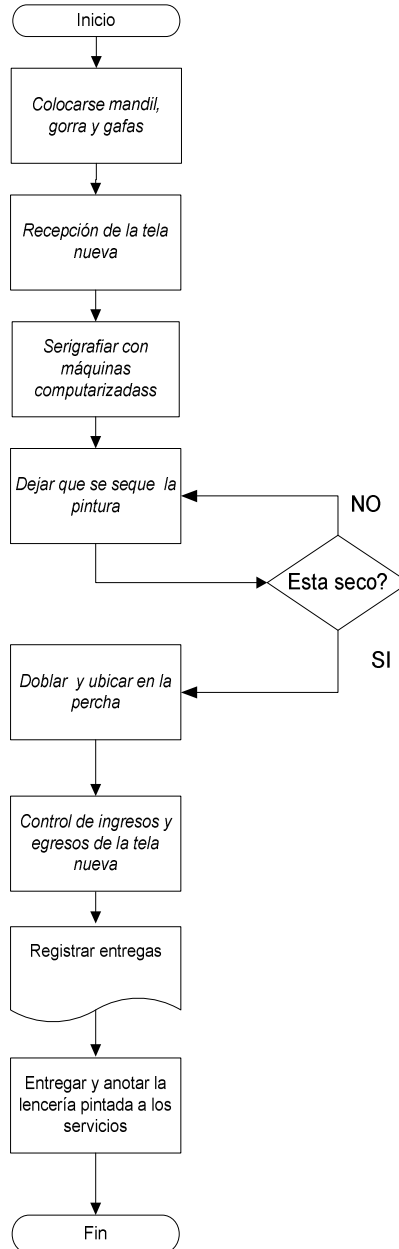 Inicio
Colocarse mandil,
gorra y gafas
Recepción de la tela
nueva
Serigrafiar con
máquinas
computarizadass
Dejar que se seque la
pintura
NO
Esta seco?
SI
Doblar y ubicar en la
percha
Control de ingresos y
egresos de la tela
nueva
Registrar entregas
Entregar y anotar la
lencería pintada a los
servicios
Fin